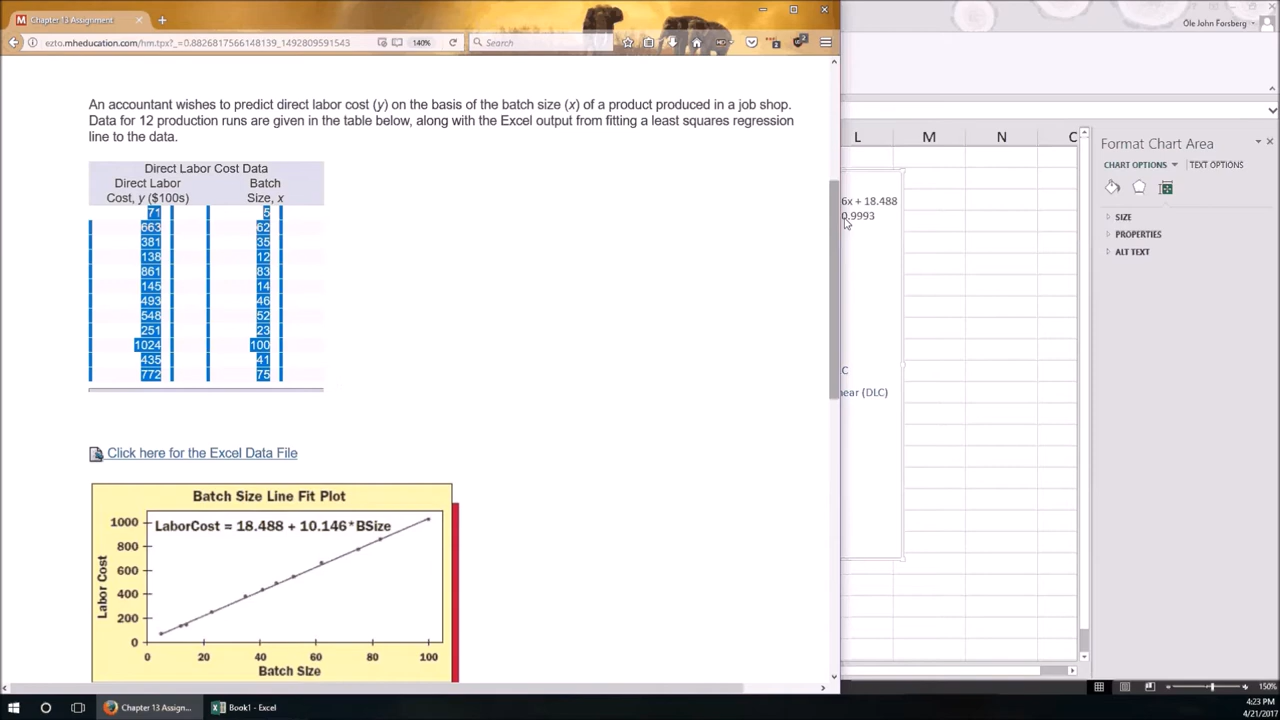 Chapter 13 Assignment
Ole John Forsberg
ezto.mheducation.com/hm.tpx?_=0.8826817566148139_1492809591543
140%
Search
An accountant wishes to predict direct labor cost (y) on the basis of the batch size (x) of a product produced in a job shop.
Data for 12 production runs are given in the table below, along with the Excel output from fitting a least squares regression
line to the data.
Direct Labor Cost Data
Direct Labor Batch
Cost, y ($100s) Size, x
71 5
663 62
381 35
138 12
861 83
145 14
493 46
548 52
251 23
1024 100
435 41
772 75
Click here for the Excel Data File
Batch Size Line Fit Plot
LaborCost = 18.488 + 10.146*BSize
1000
800
600
400
200
0
Labor Cost
0 20 40 60 80 100
Batch Size
L M N
6x + 18.488
0.9993
C
near (DLC)
Format Chart Area
CHART OPTIONS TEXT OPTIONS
SIZE
PROPERTIES
ALT TEXT
150%
Chapter 13 Assign...
Book1 - Excel
4:23 PM
4/21/2017